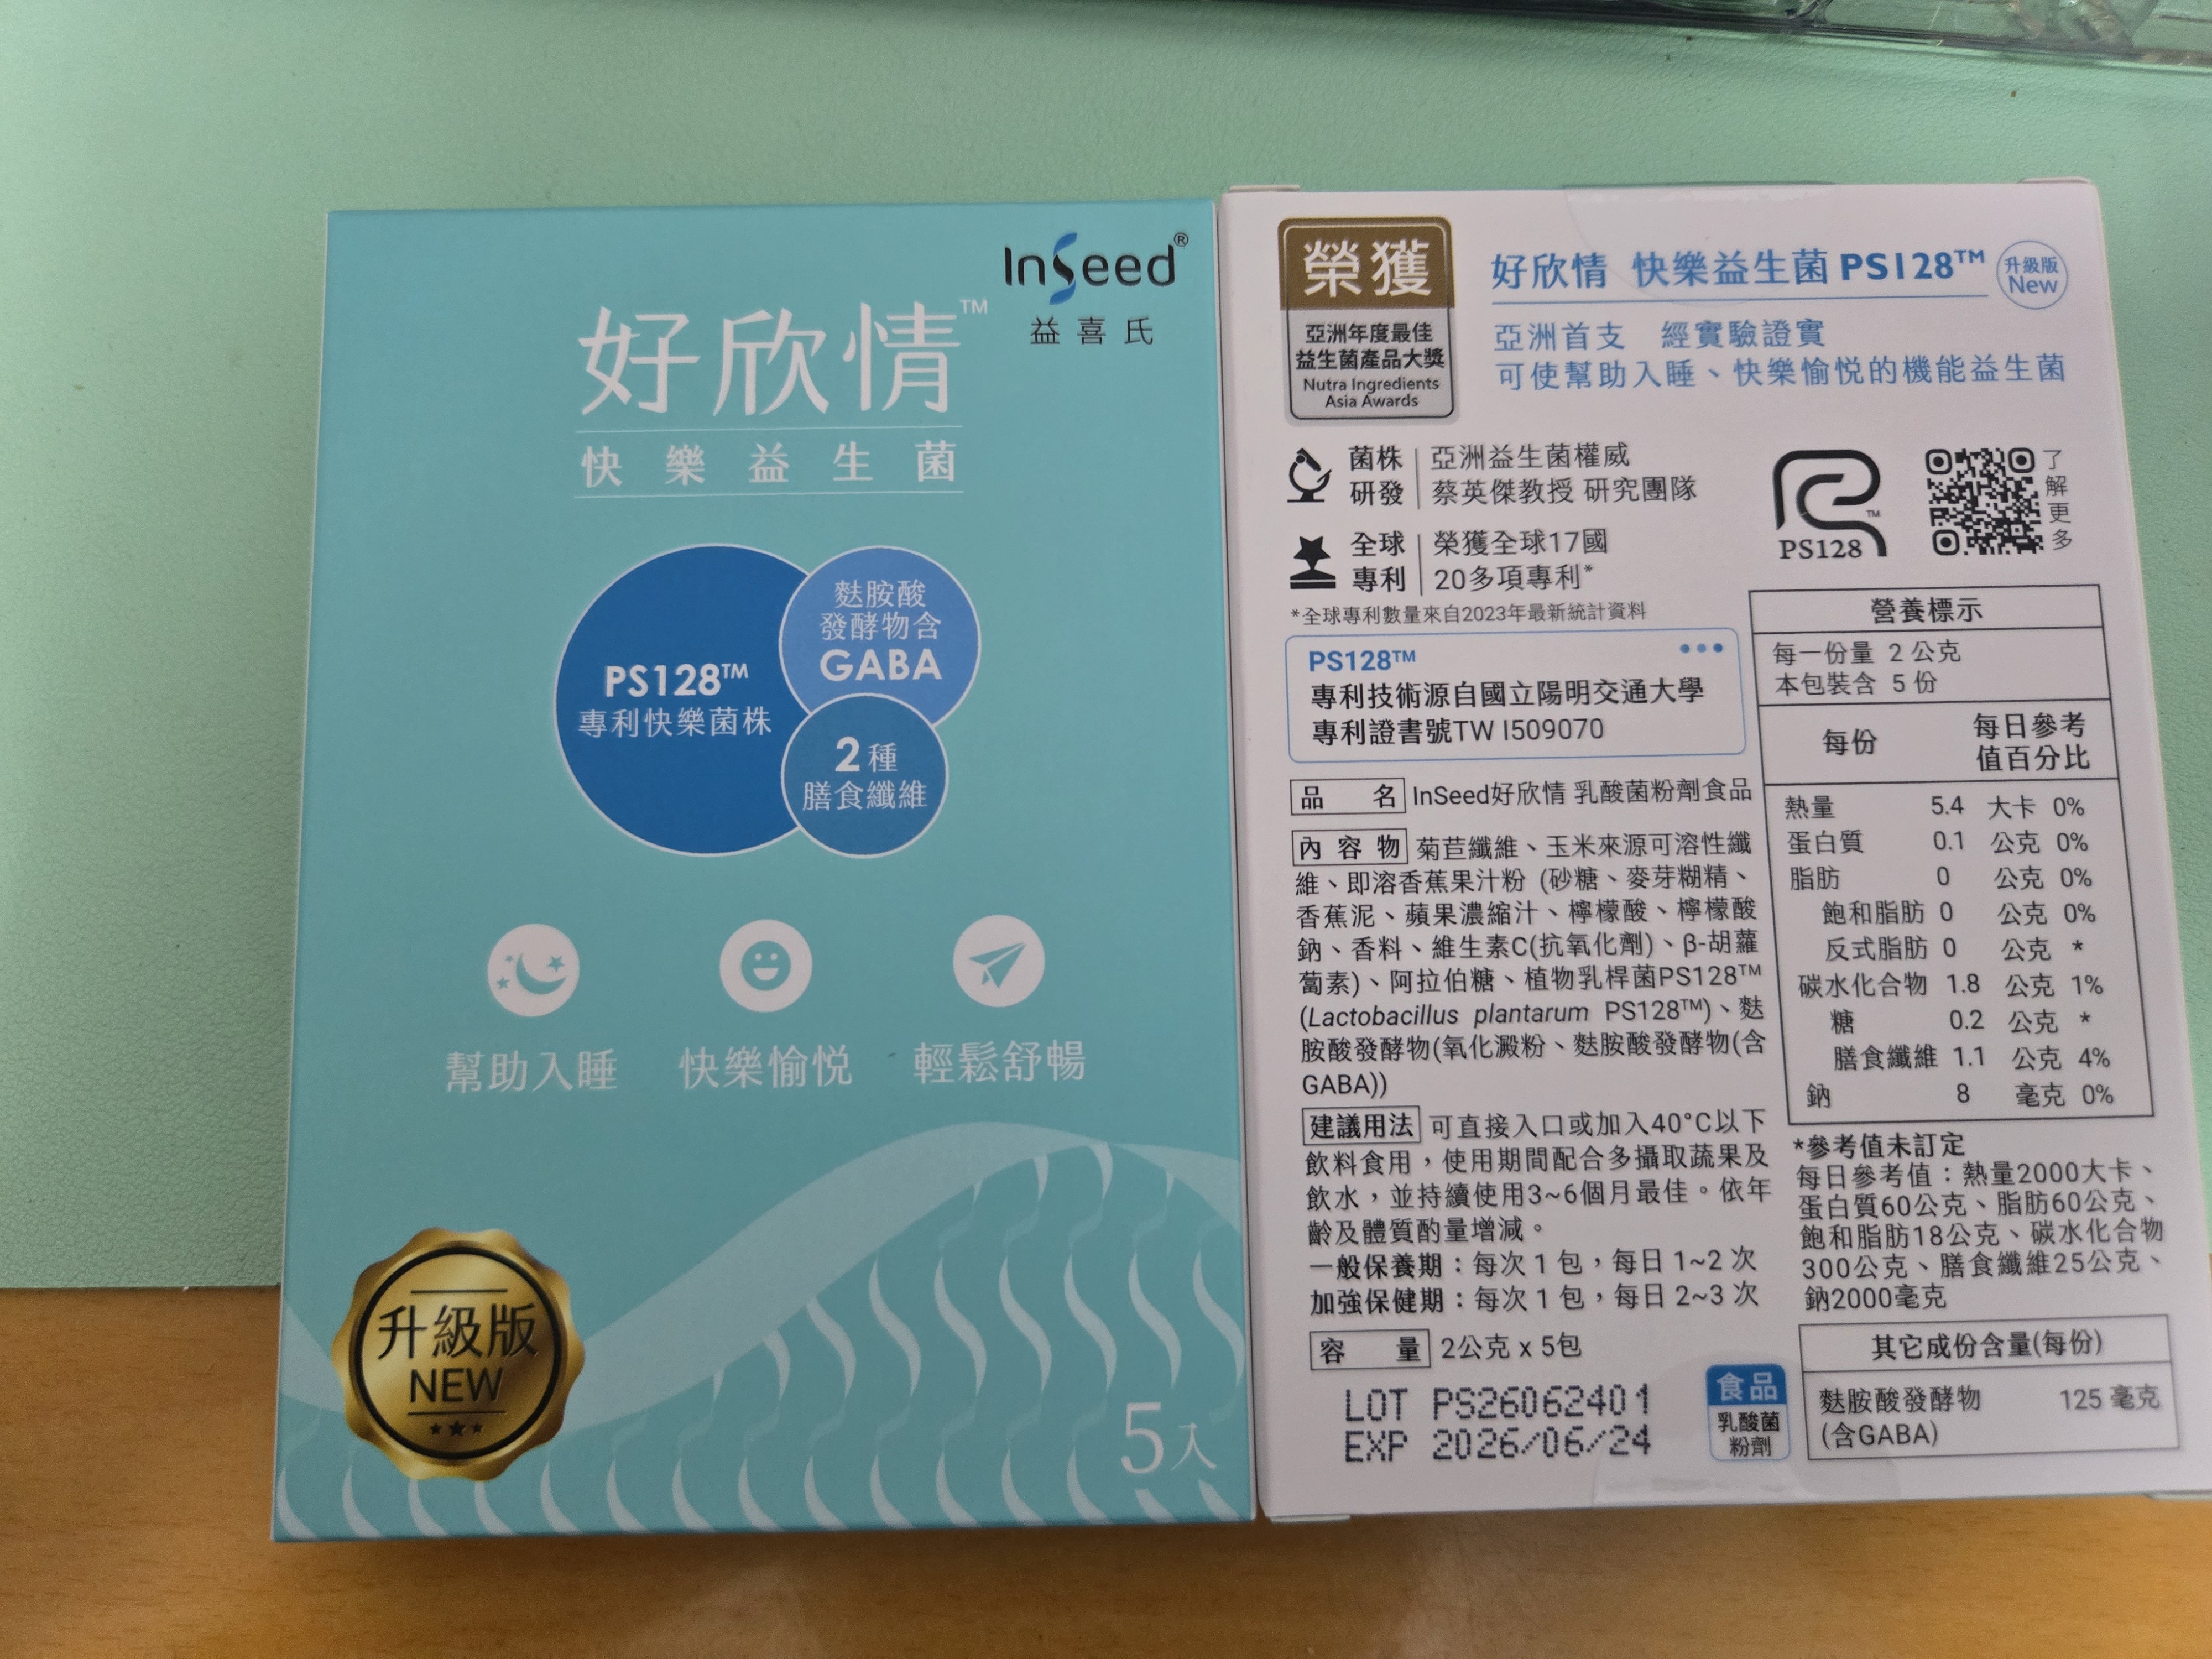 InSeed®
益喜氏
好欣情™
快樂益生菌
PS128™
專利快樂菌株
麩胺酸
發酵物含
GABA
2種
膳食纖維
幫助入睡 快樂愉悅 輕鬆舒暢
升級版
NEW
5入
榮獲
亞洲年度最佳
益生菌產品大獎
Nutra Ingredients
Asia Awards
好欣情 快樂益生菌PS128™
升級版
New
亞洲首支 經實驗證實
可使幫助入睡、快樂愉悅的機能益生菌
菌株
研發
亞洲益生菌權威
蔡英傑教授 研究團隊
全球
專利
榮獲全球17國
20多項專利*
*全球專利數量來自2023年最新統計資料
PS128
TM
了解更多
PS128™
專利技術源自國立陽明交通大學
專利證書號TW I509070
品名 InSeed好欣情 乳酸菌粉劑食品
內容物 菊苣纖維、玉米來源可溶性纖
維、即溶香蕉果汁粉 (砂糖、麥芽糊精、
香蕉泥、蘋果濃縮汁、檸檬酸、檸檬酸
鈉、香料、維生素C(抗氧化劑)、β-胡蘿
蔔素)、阿拉伯糖、植物乳桿菌PS128™
(Lactobacillus plantarum PS128™)、麩
胺酸發酵物(氧化澱粉、麩胺酸發酵物(含
GABA))
建議用法 可直接入口或加入40°C以下
飲料食用，使用期間配合多攝取蔬果及
飲水，並持續使用3~6個月最佳。依年
齡及體質酌量增減。
一般保養期：每次 1 包，每日 1~2 次
加強保健期：每次 1 包，每日 2~3 次
容量 2公克 x 5包
LOT PS26062401
EXP 2026/06/24
食品
乳酸菌
粉劑
營養標示
每一份量 2 公克
本包裝含 5 份
每份 每日參考值百分比
熱量 5.4 大卡 0%
蛋白質 0.1 公克 0%
脂肪 0 公克 0%
飽和脂肪 0 公克 0%
反式脂肪 0 公克 *
碳水化合物 1.8 公克 1%
糖 0.2 公克 *
膳食纖維 1.1 公克 4%
鈉 8 毫克 0%
*參考值未訂定
每日參考值：熱量2000大卡、
蛋白質60公克、脂肪60公克、
飽和脂肪18公克、碳水化合物
300公克、膳食纖維25公克、
鈉2000毫克
其它成份含量(每份)
麩胺酸發酵物 125 毫克
(含GABA)